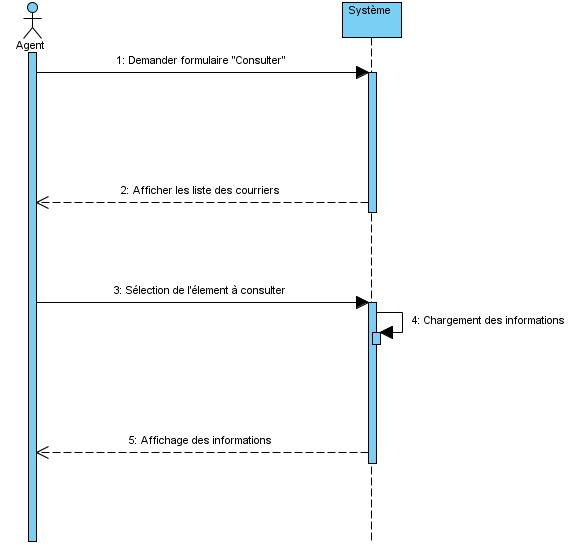 Système
Agent
1: Demander formulaire "Consulter"
2: Afficher les liste des courriers
3: Sélection de l'élement à consulter
4: Chargement des informations
5: Affichage des informations